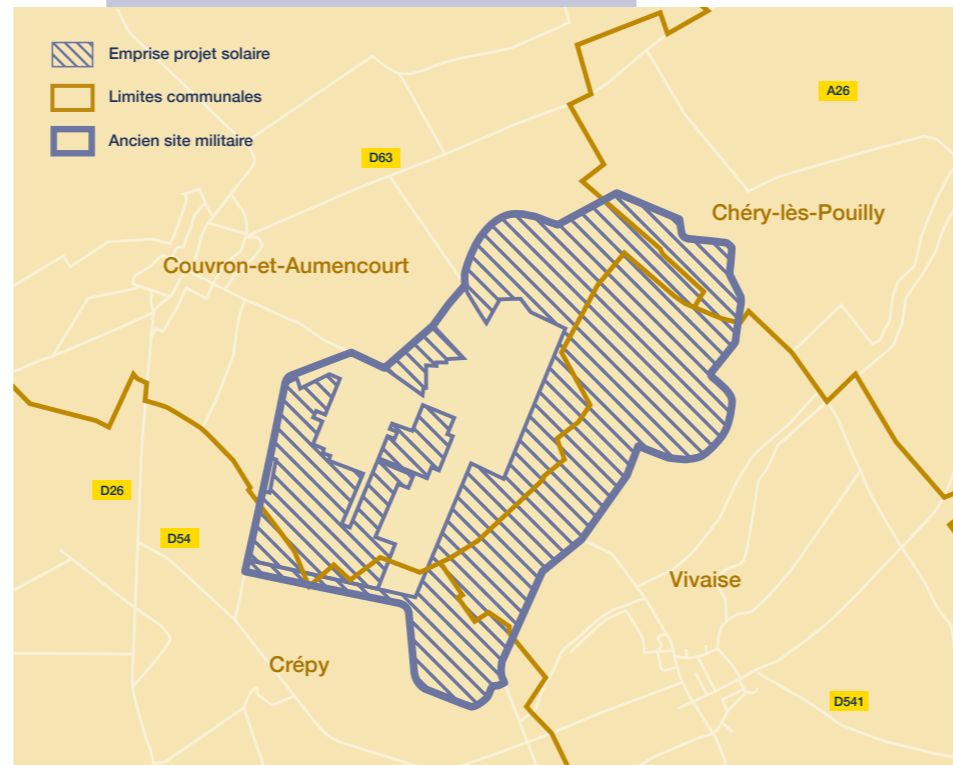 Emprise projet solaire
Limites communales
Ancien site militaire
A26
D63
Chéry-lès-Pouilly
Couvron-et-Aumencourt
D26
D54
Vivaise
Crépy
D541